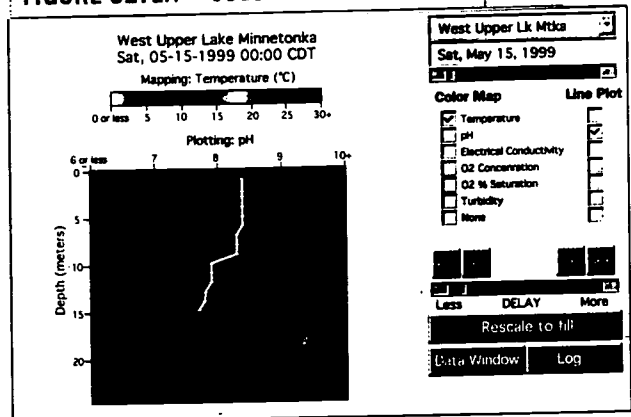 West Upper Lake Minnetonka
Sat, 05-15-1999 00:00 CDT
Mapping: Temperature (°C)
0 or less 5 10 15 20 25 30+
Plotting: pH
6 or less 7 8 9 10+
0
5
10
15
20
Depth (meters)
West Upper Lk Mtka
Sat, May 15, 1999
Color Map Line Plot
Temperature
pH
Electrical Conductivity
O2 Concenration
O2 % Saturation
Turbidity
None
Less DELAY More
Rescale to fill
Data Window Log